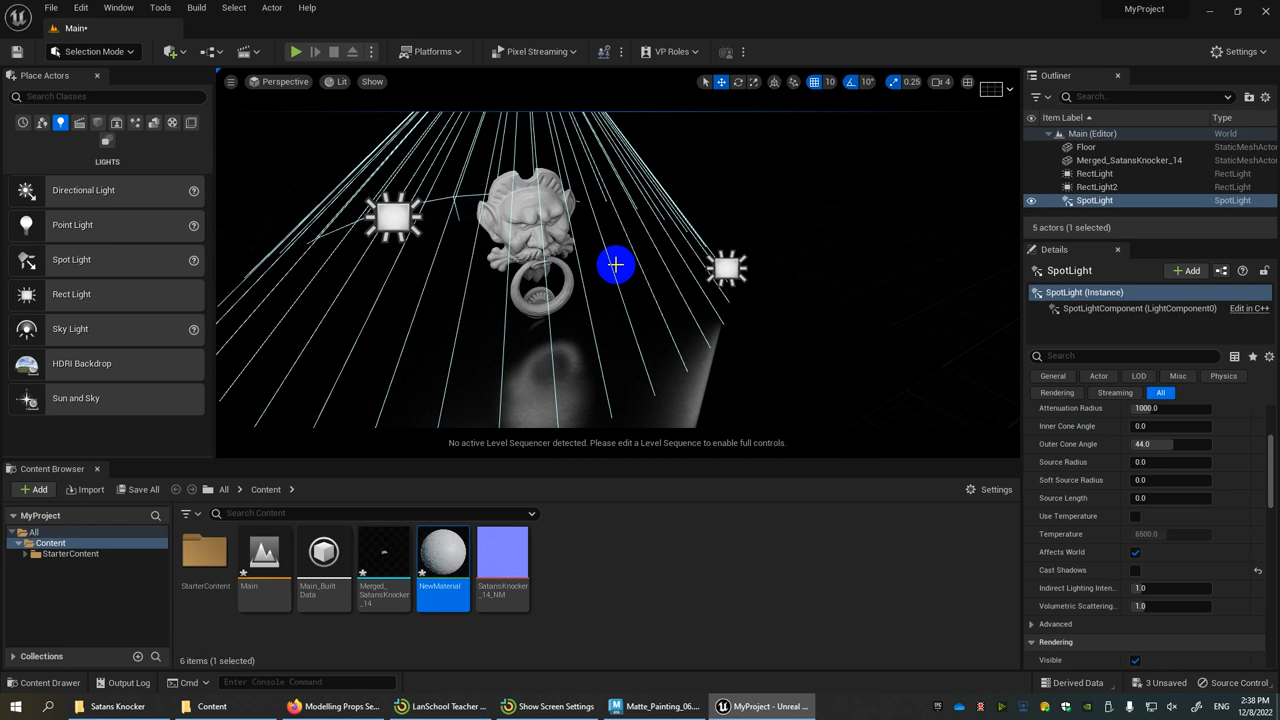 File Edit Window Tools Build Select Actor Help
MyProject
Main*
Selection Mode
Platforms
Pixel Streaming
VP Roles
Settings
Place Actors
Search Classes
LIGHTS
Directional Light
Point Light
Spot Light
Rect Light
Sky Light
HDRI Backdrop
Sun and Sky
Perspective Lit Show
10 10° 0.25 4
No active Level Sequencer detected. Please edit a Level Sequence to enable full controls.
Outliner
Search...
Item Label Type
Main (Editor) World
Floor StaticMeshActor
Merged_SatansKnocker_14 StaticMeshActor
RectLight RectLight
RectLight2 RectLight
SpotLight SpotLight
5 actors (1 selected)
Details
SpotLight
Add
SpotLight (Instance)
SpotLightComponent (LightComponent0) Edit in C++
Search
General Actor LOD Misc Physics
Rendering Streaming All
Attenuation Radius 1000.0
Inner Cone Angle 0.0
Outer Cone Angle 44.0
Source Radius 0.0
Soft Source Radius 0.0
Source Length 0.0
Use Temperature
Temperature 6500.0
Affects World
Cast Shadows
Indirect Lighting Inten... 1.0
Volumetric Scattering... 1.0
Advanced
Rendering
Visible
Content Browser
Add Import Save All All Content Settings
MyProject
All
Content
StarterContent
Collections
Search Content
StarterContent
Main
Main_Built
Data
Merged_
SatansKnocker
_14
NewMaterial
SatansKnocker
_14_NM
6 items (1 selected)
Content Drawer Output Log Cmd Enter Console Command Derived Data 3 Unsaved Source Control
Satans Knocker Content Modelling Props Se... LanSchool Teacher ... Show Screen Settings Matte_Painting_06.... MyProject - Unreal ...
ENG
2:38 PM
12/8/2022